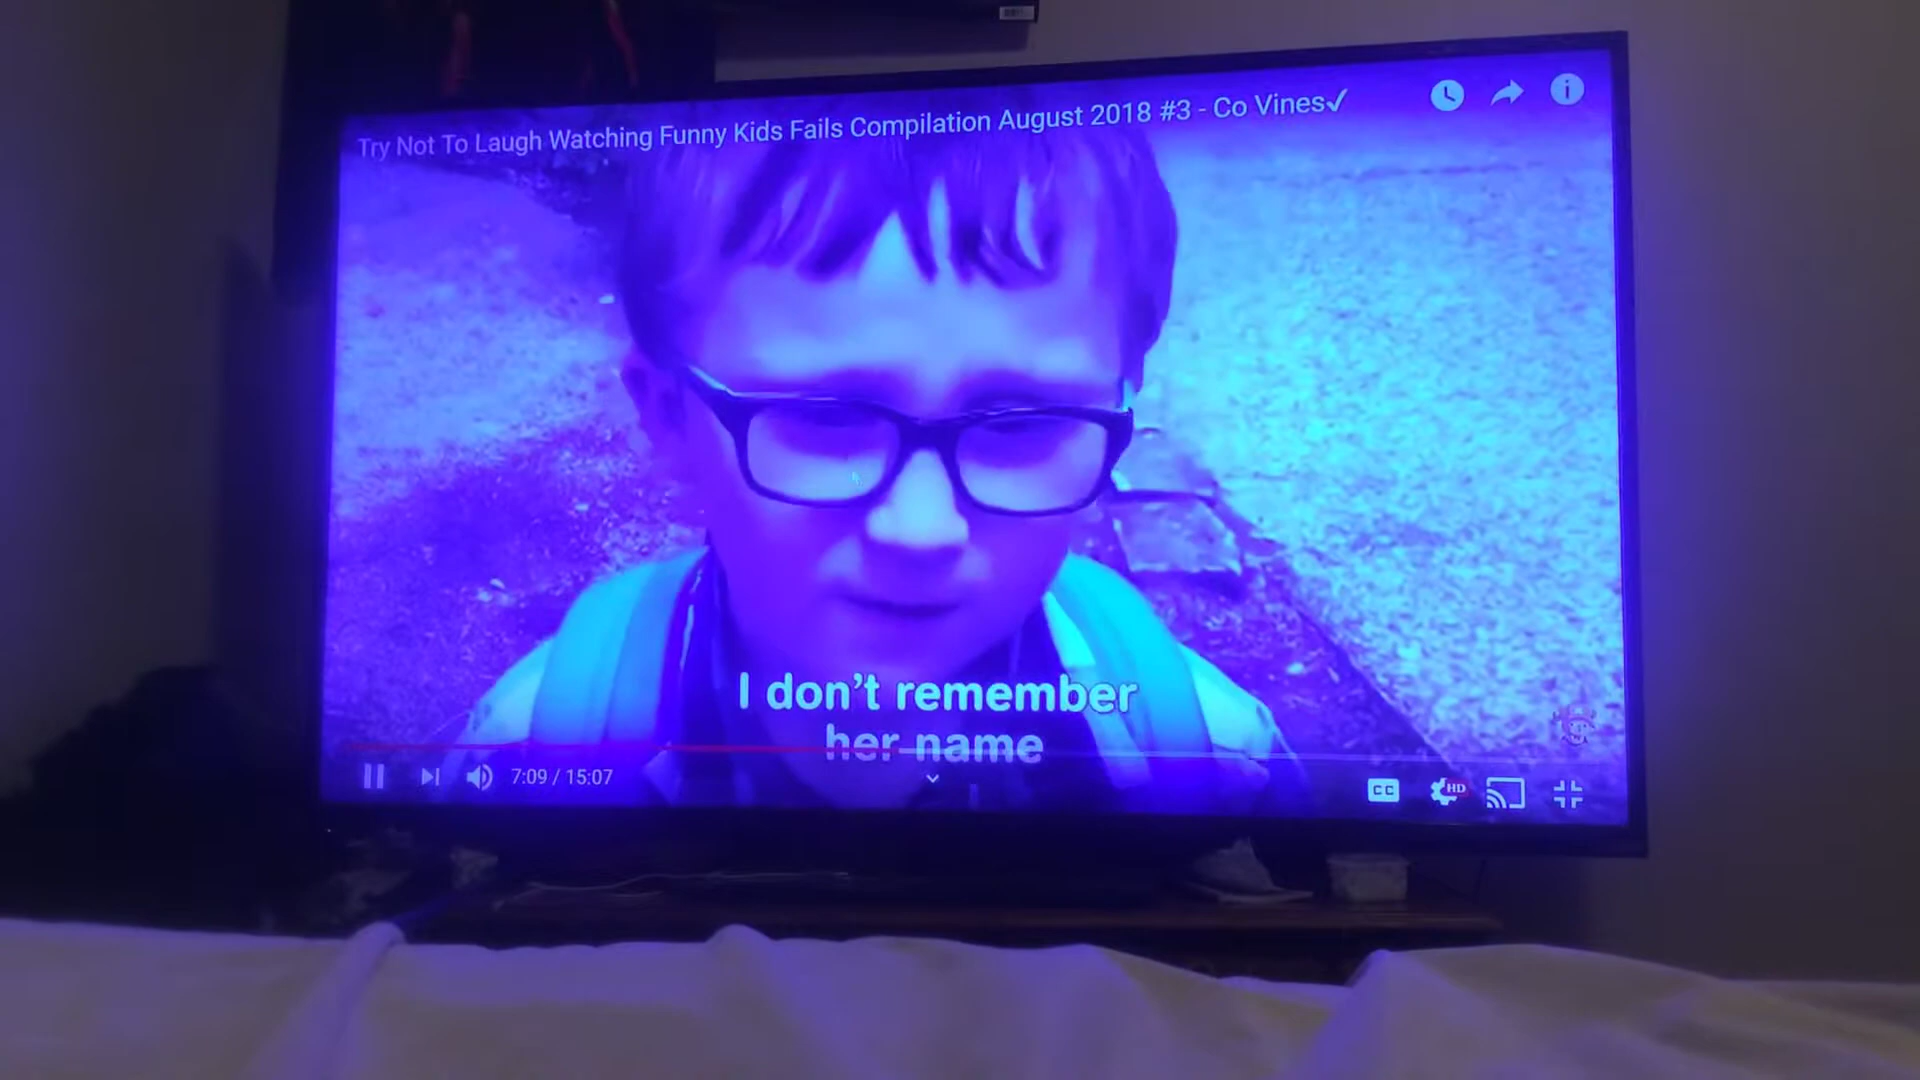 Try Not To Laugh Watching Funny Kids Fails Compilation August 2018 #3 - Co Vines✓
I don’t remember
her name
7:09 / 15:07
CC
HD